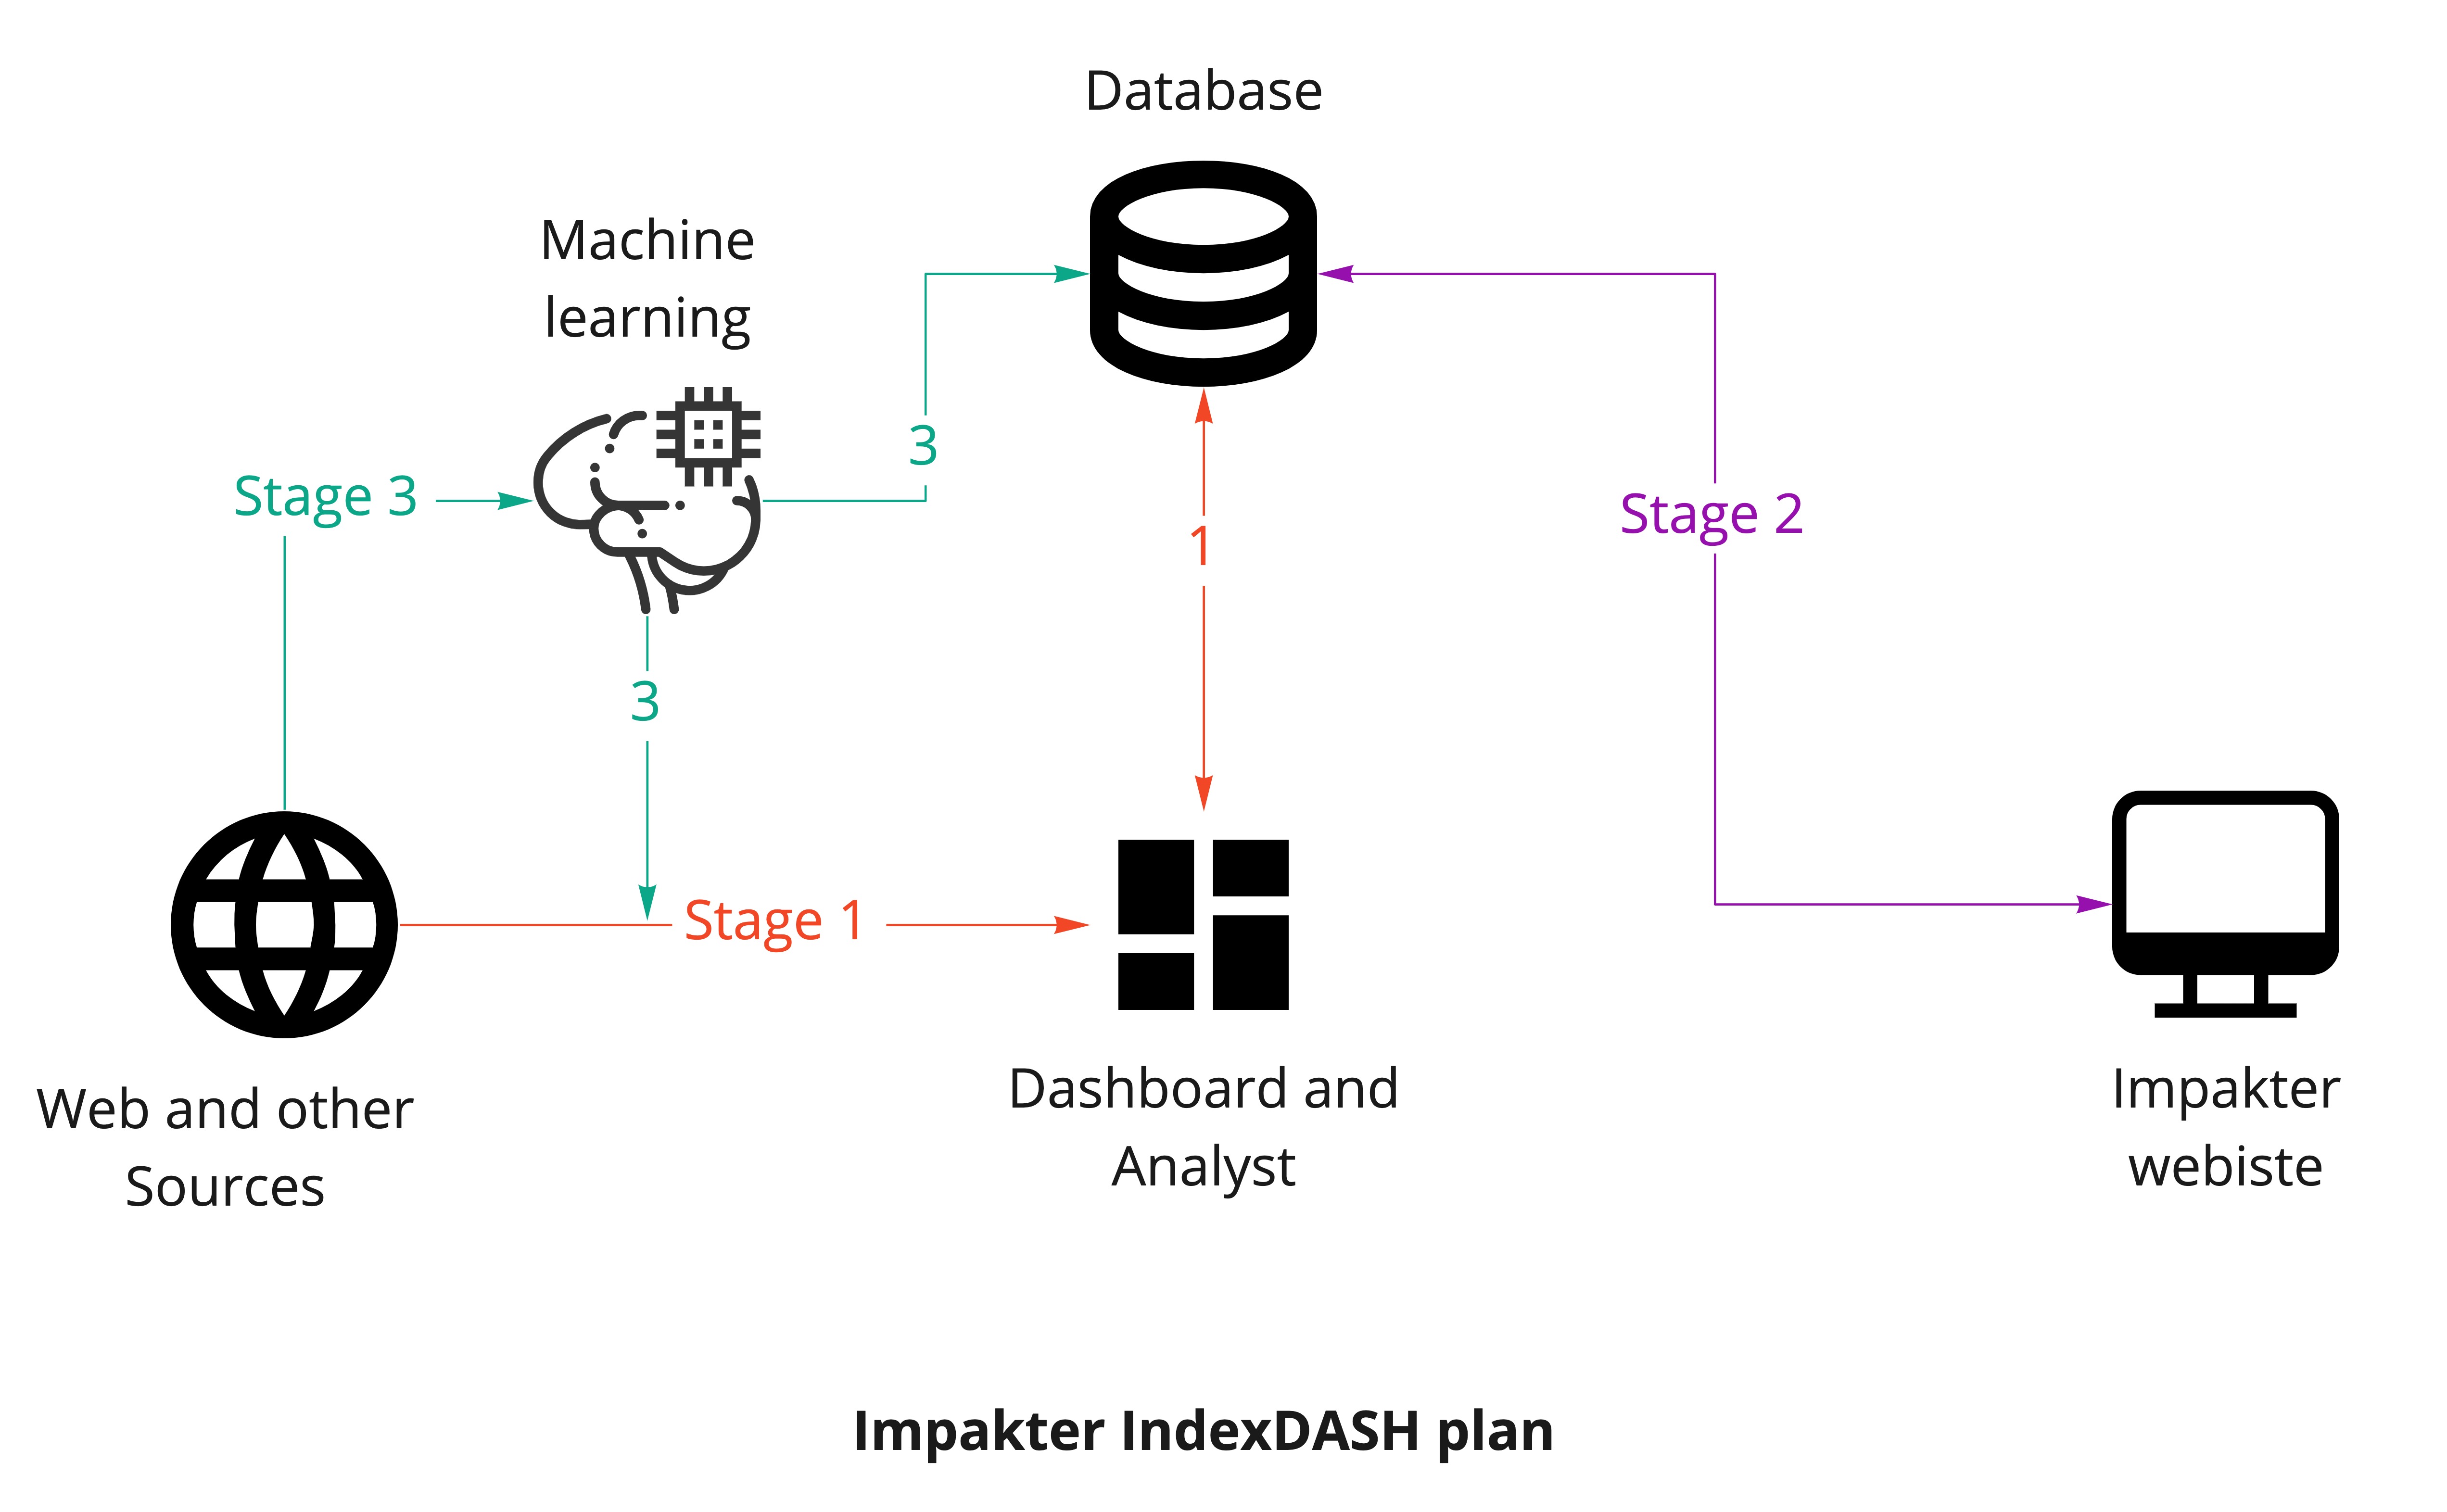 Database
Machine
learning
3
Stage 3
Stage 2
1
3
Stage 1
Web and other
Sources
Dashboard and
Analyst
Impakter
webiste
Impakter IndexDASH plan